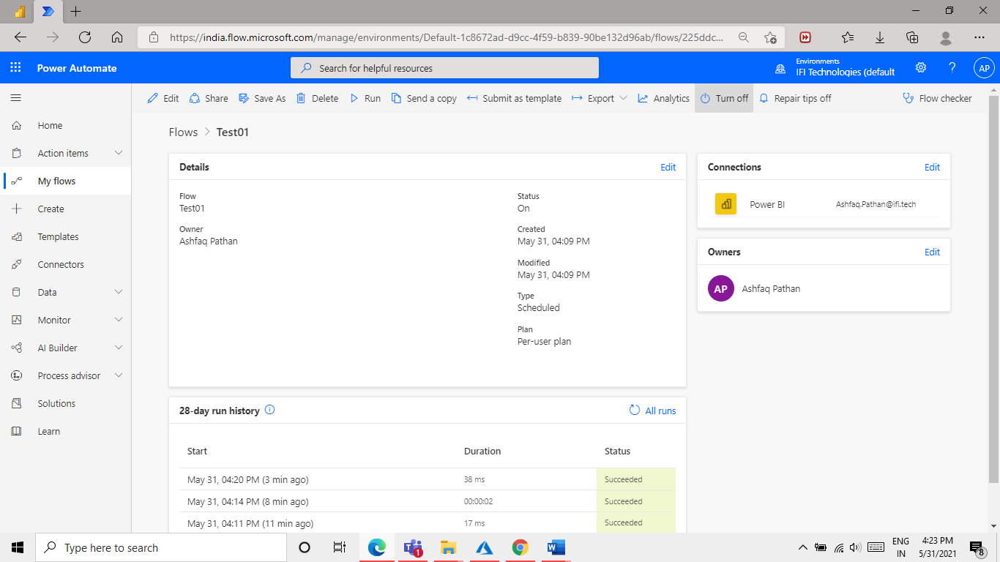 https://india.flow.microsoft.com/manage/environments/Default-1c8672ad-d9cc-4f59-b839-90be132d96ab/flows/225ddc...
Power Automate
Search for helpful resources
Environments
IFI Technologies (default
?
AP
Edit
Share
Save As
Delete
Run
Send a copy
Submit as template
Export
Analytics
Turn off
Repair tips off
Flow checker
Home
Action items
My flows
Create
Templates
Connectors
Data
Monitor
AI Builder
Process advisor
Solutions
Learn
Flows > Test01
Details
Edit
Flow
Test01
Owner
Ashfaq Pathan
Status
On
Created
May 31, 04:09 PM
Modified
May 31, 04:09 PM
Type
Scheduled
Plan
Per-user plan
Connections
Edit
Power BI
Ashfaq.Pathan@ifi.tech
Owners
Edit
AP
Ashfaq Pathan
28-day run history
All runs
Start Duration Status
May 31, 04:20 PM (3 min ago) 38 ms Succeeded
May 31, 04:14 PM (8 min ago) 00:00:02 Succeeded
May 31, 04:11 PM (11 min ago) 17 ms Succeeded
Type here to search
1
ENG
IN
4:23 PM
5/31/2021
8